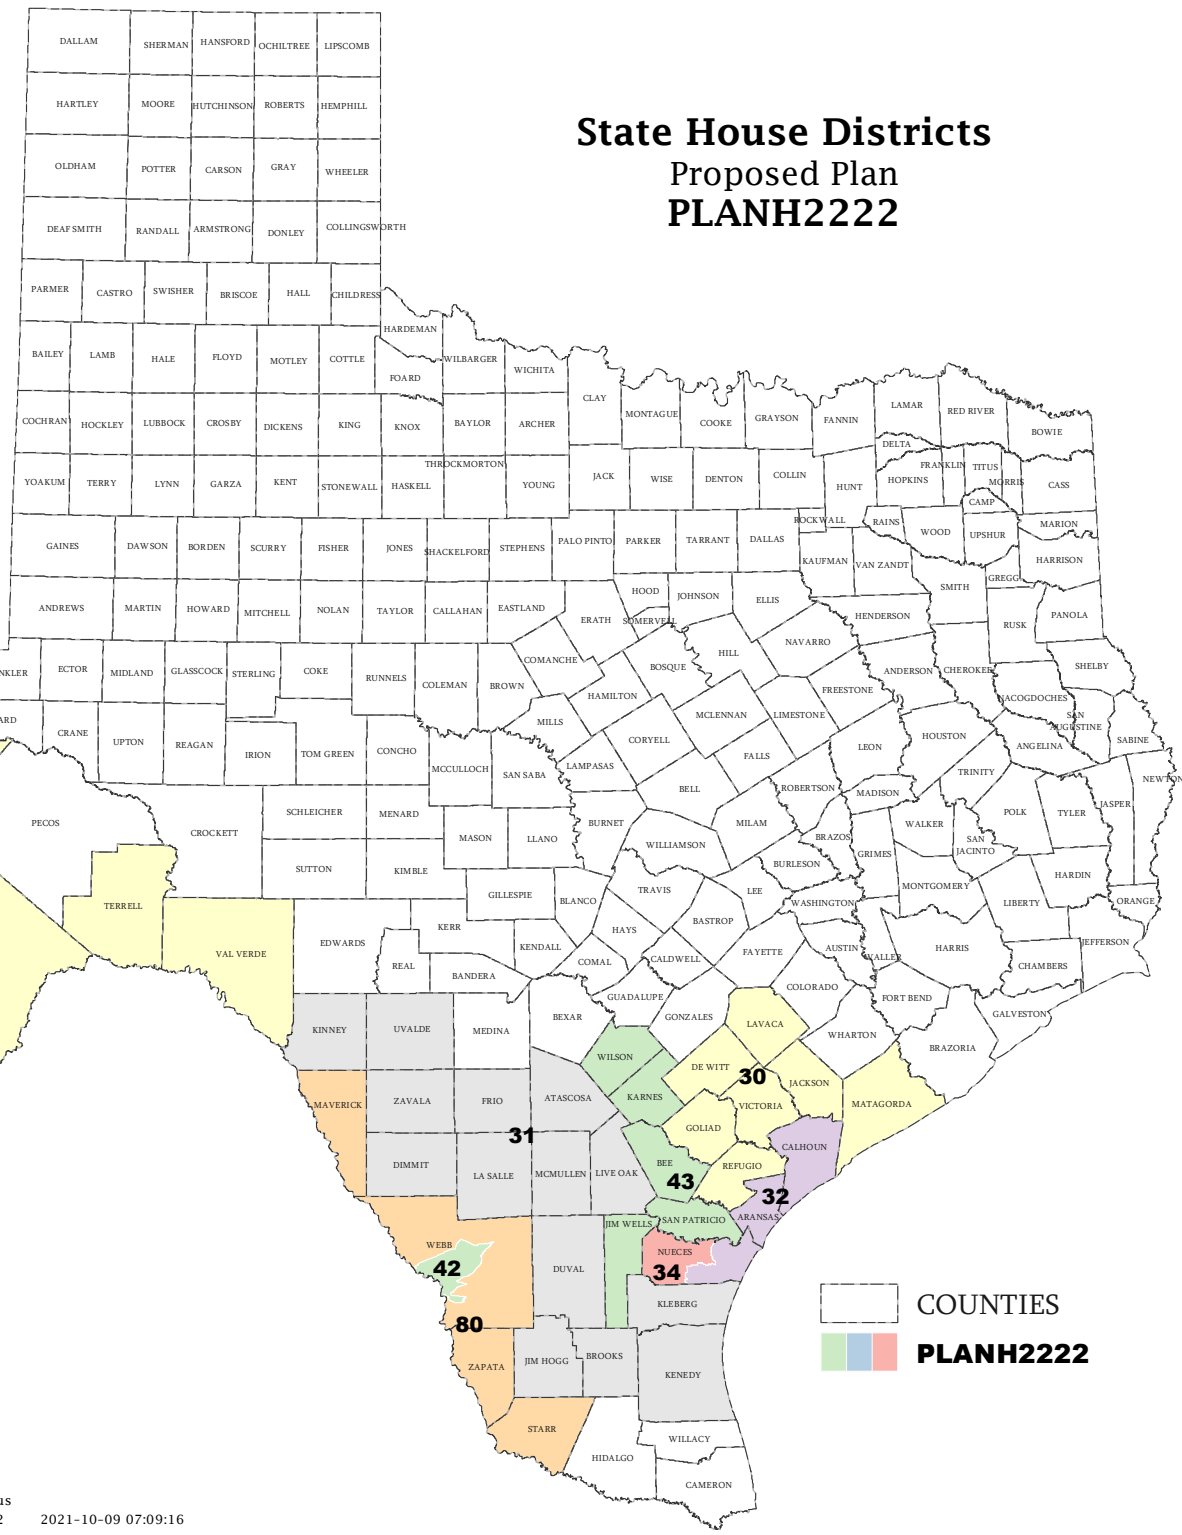 State House Districts
Proposed Plan
PLANH2222
DALLAM SHERMAN HANSFORD OCHILTREE LIPSCOMB
HARTLEY MOORE HUTCHINSON ROBERTS HEMPHILL
OLDHAM POTTER CARSON GRAY WHEELER
DEAF SMITH RANDALL ARMSTRONG DONLEY COLLINGSWORTH
PARMER CASTRO SWISHER BRISCOE HALL CHILDRESS
HARDEMAN
BAILEY LAMB HALE FLOYD MOTLEY COTTLE FOARD WILBARGER WICHITA
CLAY MONTAGUE COOKE GRAYSON FANNIN LAMAR RED RIVER BOWIE
COCHRAN HOCKLEY LUBBOCK CROSBY DICKENS KING KNOX BAYLOR ARCHER
DELTA
THROCKMORTON FRANKLIN TITUS
YOAKUM TERRY LYNN GARZA KENT STONEWALL HASKELL YOUNG JACK WISE DENTON COLLIN HUNT HOPKINS MORRIS CASS
CAMP
ROCKWALL RAINS WOOD UPSHUR MARION
GAINES DAWSON BORDEN SCURRY FISHER JONES SHACKELFORD STEPHENS PALO PINTO PARKER TARRANT DALLAS
KAUFMAN VAN ZANDT SMITH GREGG HARRISON
ANDREWS MARTIN HOWARD MITCHELL NOLAN TAYLOR CALLAHAN EASTLAND ERATH HOOD SOMERVELL JOHNSON ELLIS HENDERSON RUSK PANOLA
NKLER ECTOR MIDLAND GLASSCOCK STERLING COKE RUNNELS COLEMAN BROWN COMANCHE BOSQUE HILL NAVARRO ANDERSON CHEROKEE SHELBY
HAMILTON FREESTONE NACOGDOCHES
ARD CRANE UPTON REAGAN IRION TOM GREEN CONCHO MILLS CORYELL MCLENNAN LIMESTONE HOUSTON SAN
AUGUSTINE
SABINE
ANGELINA
MCCULLOCH SAN SABA LAMPASAS FALLS LEON
TRINITY NEWTON
BELL ROBERTSON MADISON
PECOS CROCKETT SCHLEICHER MENARD MASON LLANO BURNET WILLIAMSON MILAM BRAZOS WALKER SAN
JACINTO
POLK TYLER JASPER
GRIMES
SUTTON KIMBLE BURLESON HARDIN
TERRELL GILLESPIE BLANCO TRAVIS LEE WASHINGTON MONTGOMERY LIBERTY ORANGE
KERR HAYS BASTROP
VAL VERDE EDWARDS KENDALL FAYETTE AUSTIN WALLER HARRIS JEFFERSON
REAL BANDERA COMAL CALDWELL CHAMBERS
GUADALUPE COLORADO FORT BEND
KINNEY UVALDE MEDINA BEXAR GONZALES LAVACA WHARTON GALVESTON
WILSON BRAZORIA
DE WITT 30 JACKSON
MAVERICK ZAVALA FRIO ATASCOSA KARNES VICTORIA MATAGORDA
31 GOLIAD
CALHOUN
DIMMIT LA SALLE MCMULLEN LIVE OAK BEE REFUGIO
43 32
JIM WELLS SAN PATRICIO ARANSAS
WEBB NUECES
42 DUVAL 34
KLEBERG
80
ZAPATA JIM HOGG BROOKS KENEDY
STARR WILLACY
HIDALGO
CAMERON
COUNTIES
PLANH2222
us
2 2021-10-09 07:09:16